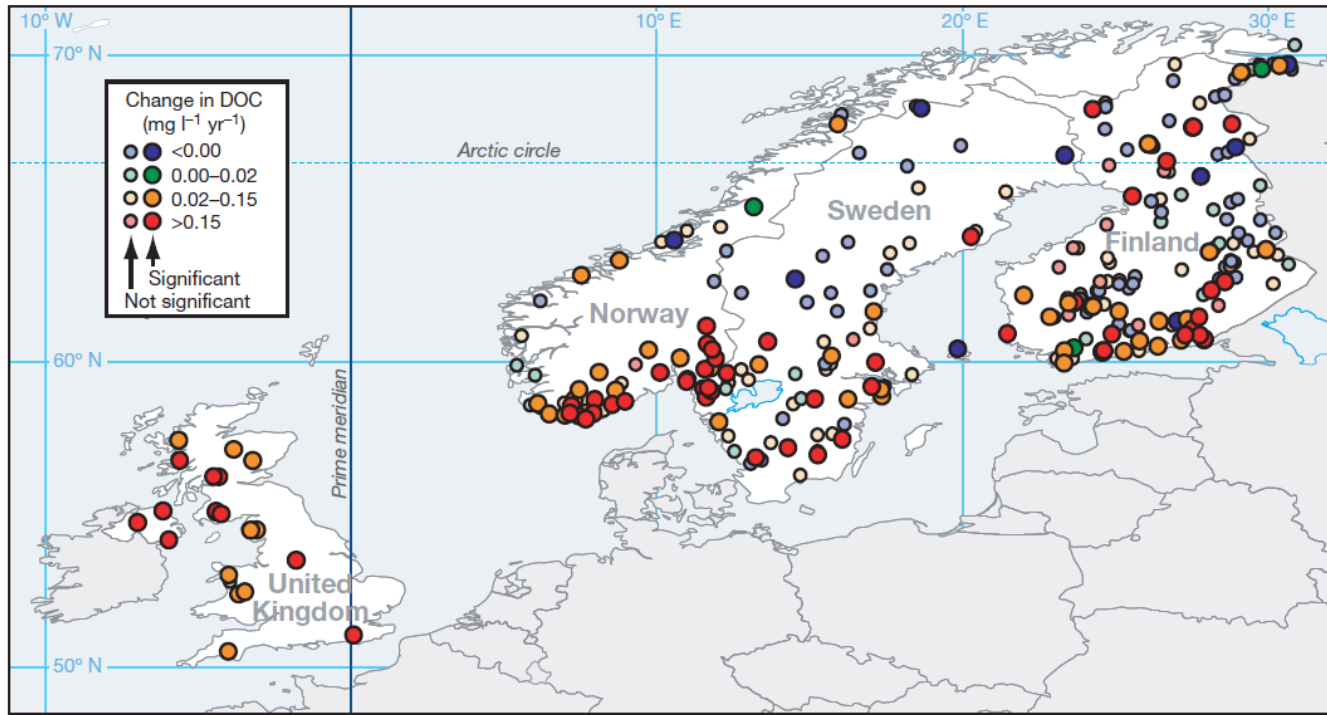 10° W
10° E
20° E
30° E
70° N
Change in DOC
(mg l⁻¹ yr⁻¹)
<0.00
0.00–0.02
0.02–0.15
>0.15
Significant
Not significant
Arctic circle
Sweden
Finland
Norway
60° N
Prime meridian
United
Kingdom
50° N